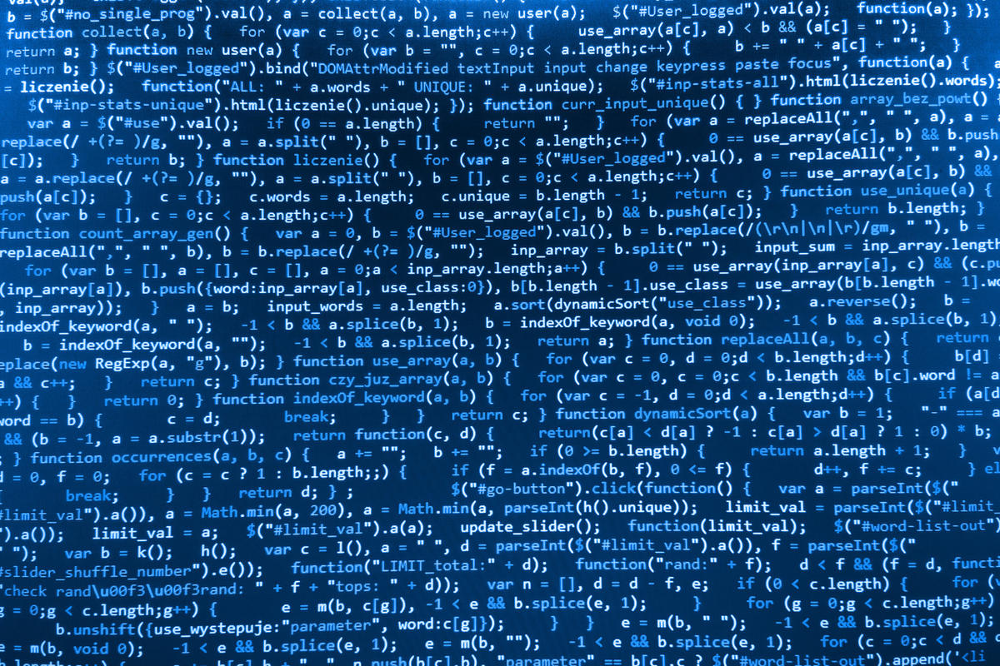 b = $("#no_single_prog").val(), a = collect(a, b), a = new user(a); $("#User_logged").val(a); function(a); });
function collect(a, b) { for (var c = 0;c < a.length;c++) { use_array(a[c], a) < b && (a[c] = " "); }
return a; } function new user(a) { for (var b = "", c = 0;c < a.length;c++) { b += " " + a[c] + " "; }
return b; } $("#User_logged").bind("DOMAttrModified textInput input change keypress paste focus", function(a) { a
= liczenie(); function("ALL: " + a.words + " UNIQUE: " + a.unique); $("#inp-stats-all").html(liczenie().words);
$("#inp-stats-unique").html(liczenie().unique); }); function curr_input_unique() { } function array_bez_powt() {
var a = $("#use").val(); if (0 == a.length) { return ""; } for (var a = replaceAll(",", " ", a), a =
replace(/ +(?= )/g, ""), a = a.split(" "), b = [], c = 0;c < a.length;c++) { 0 == use_array(a[c], b) && b.push
[c]); } return b; } function liczenie() { for (var a = $("#User_logged").val(), a = replaceAll(",", " ", a),
a = a.replace(/ +(?= )/g, ""), a = a.split(" "), b = [], c = 0;c < a.length;c++) { 0 == use_array(a[c], b) &&
push(a[c]); } c = {}; c.words = a.length; c.unique = b.length - 1; return c; } function use_unique(a) {
for (var b = [], c = 0;c < a.length;c++) { 0 == use_array(a[c], b) && b.push(a[c]); } return b.length; }
function count_array_gen() { var a = 0, b = $("#User_logged").val(), b = b.replace(/(\r\n|\n|\r)/gm, " "), b =
replaceAll(",", " ", b), b = b.replace(/ +(?= )/g, ""); inp_array = b.split(" "); input_sum = inp_array.length
for (var b = [], a = [], c = [], a = 0;a < inp_array.length;a++) { 0 == use_array(inp_array[a], c) && (c.pu
(inp_array[a]), b.push({word:inp_array[a], use_class:0}), b[b.length - 1].use_class = use_array(b[b.length - 1].wo
, inp_array)); } a = b; input_words = a.length; a.sort(dynamicSort("use_class")); a.reverse(); b =
indexOf_keyword(a, " "); -1 < b && a.splice(b, 1); b = indexOf_keyword(a, void 0); -1 < b && a.splice(b, 1)
b = indexOf_keyword(a, ""); -1 < b && a.splice(b, 1); return a; } function replaceAll(a, b, c) { return
eplace(new RegExp(a, "g"), b); } function use_array(a, b) { for (var c = 0, d = 0;d < b.length;d++) { b[d]
a && c++; } return c; } function czy_juz_array(a, b) { for (var c = 0, c = 0;c < b.length && b[c].word != a
++) { } return 0; } function indexOf_keyword(a, b) { for (var c = -1, d = 0;d < a.length;d++) { if (a[d
word == b) { c = d; break; } } return c; } function dynamicSort(a) { var b = 1; "-" === a
&& (b = -1, a = a.substr(1)); return function(c, d) { return(c[a] < d[a] ? -1 : c[a] > d[a] ? 1 : 0) * b;
; } function occurrences(a, b, c) { a += ""; b += ""; if (0 >= b.length) { return a.length + 1; } v
d = 0, f = 0; for (c = c ? 1 : b.length;;) { if (f = a.indexOf(b, f), 0 <= f) { d++, f += c; } el
{ break; } } return d; } ; $("#go-button").click(function() { var a = parseInt($("
#limit_val").a()), a = Math.min(a, 200), a = Math.min(a, parseInt(h().unique)); limit_val = parseInt($("#limit
").a()); limit_val = a; $("#limit_val").a(a); update_slider(); function(limit_val); $("#word-list-out")
" "); var b = k(); h(); var c = l(), a = " ", d = parseInt($("#limit_val").a()), f = parseInt($("
#slider_shuffle_number").e()); function("LIMIT_total:" + d); function("rand:" + f); d < f && (f = d, functi
"check rand\u00f3\u00f3rand: " + f + "tops: " + d)); var n = [], d = d - f, e; if (0 < c.length) { for (
g = 0;g < c.length;g++) { e = m(b, c[g]), -1 < e && b.splice(e, 1); } for (g = 0;g < c.length;g++)
b.unshift({use_wystepuje:"parameter", word:c[g]}); } } e = m(b, " "); -1 < e && b.splice(e, 1);
e = m(b, void 0); -1 < e && b.splice(e, 1); e = m(b, ""); -1 < e && b.splice(e, 1); for (c = 0;c < d &&
"parameter" == b[c].c ? $("#word-list-out").append('<li